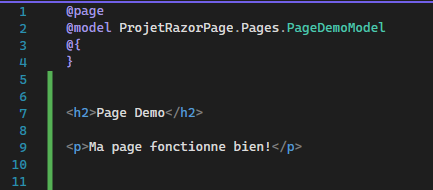 1 @page
2 @model ProjetRazorPage.Pages.PageDemoModel
3 @{
4 }
5
6
7 <h2>Page Demo</h2>
8
9 <p>Ma page fonctionne bien!</p>
10
11